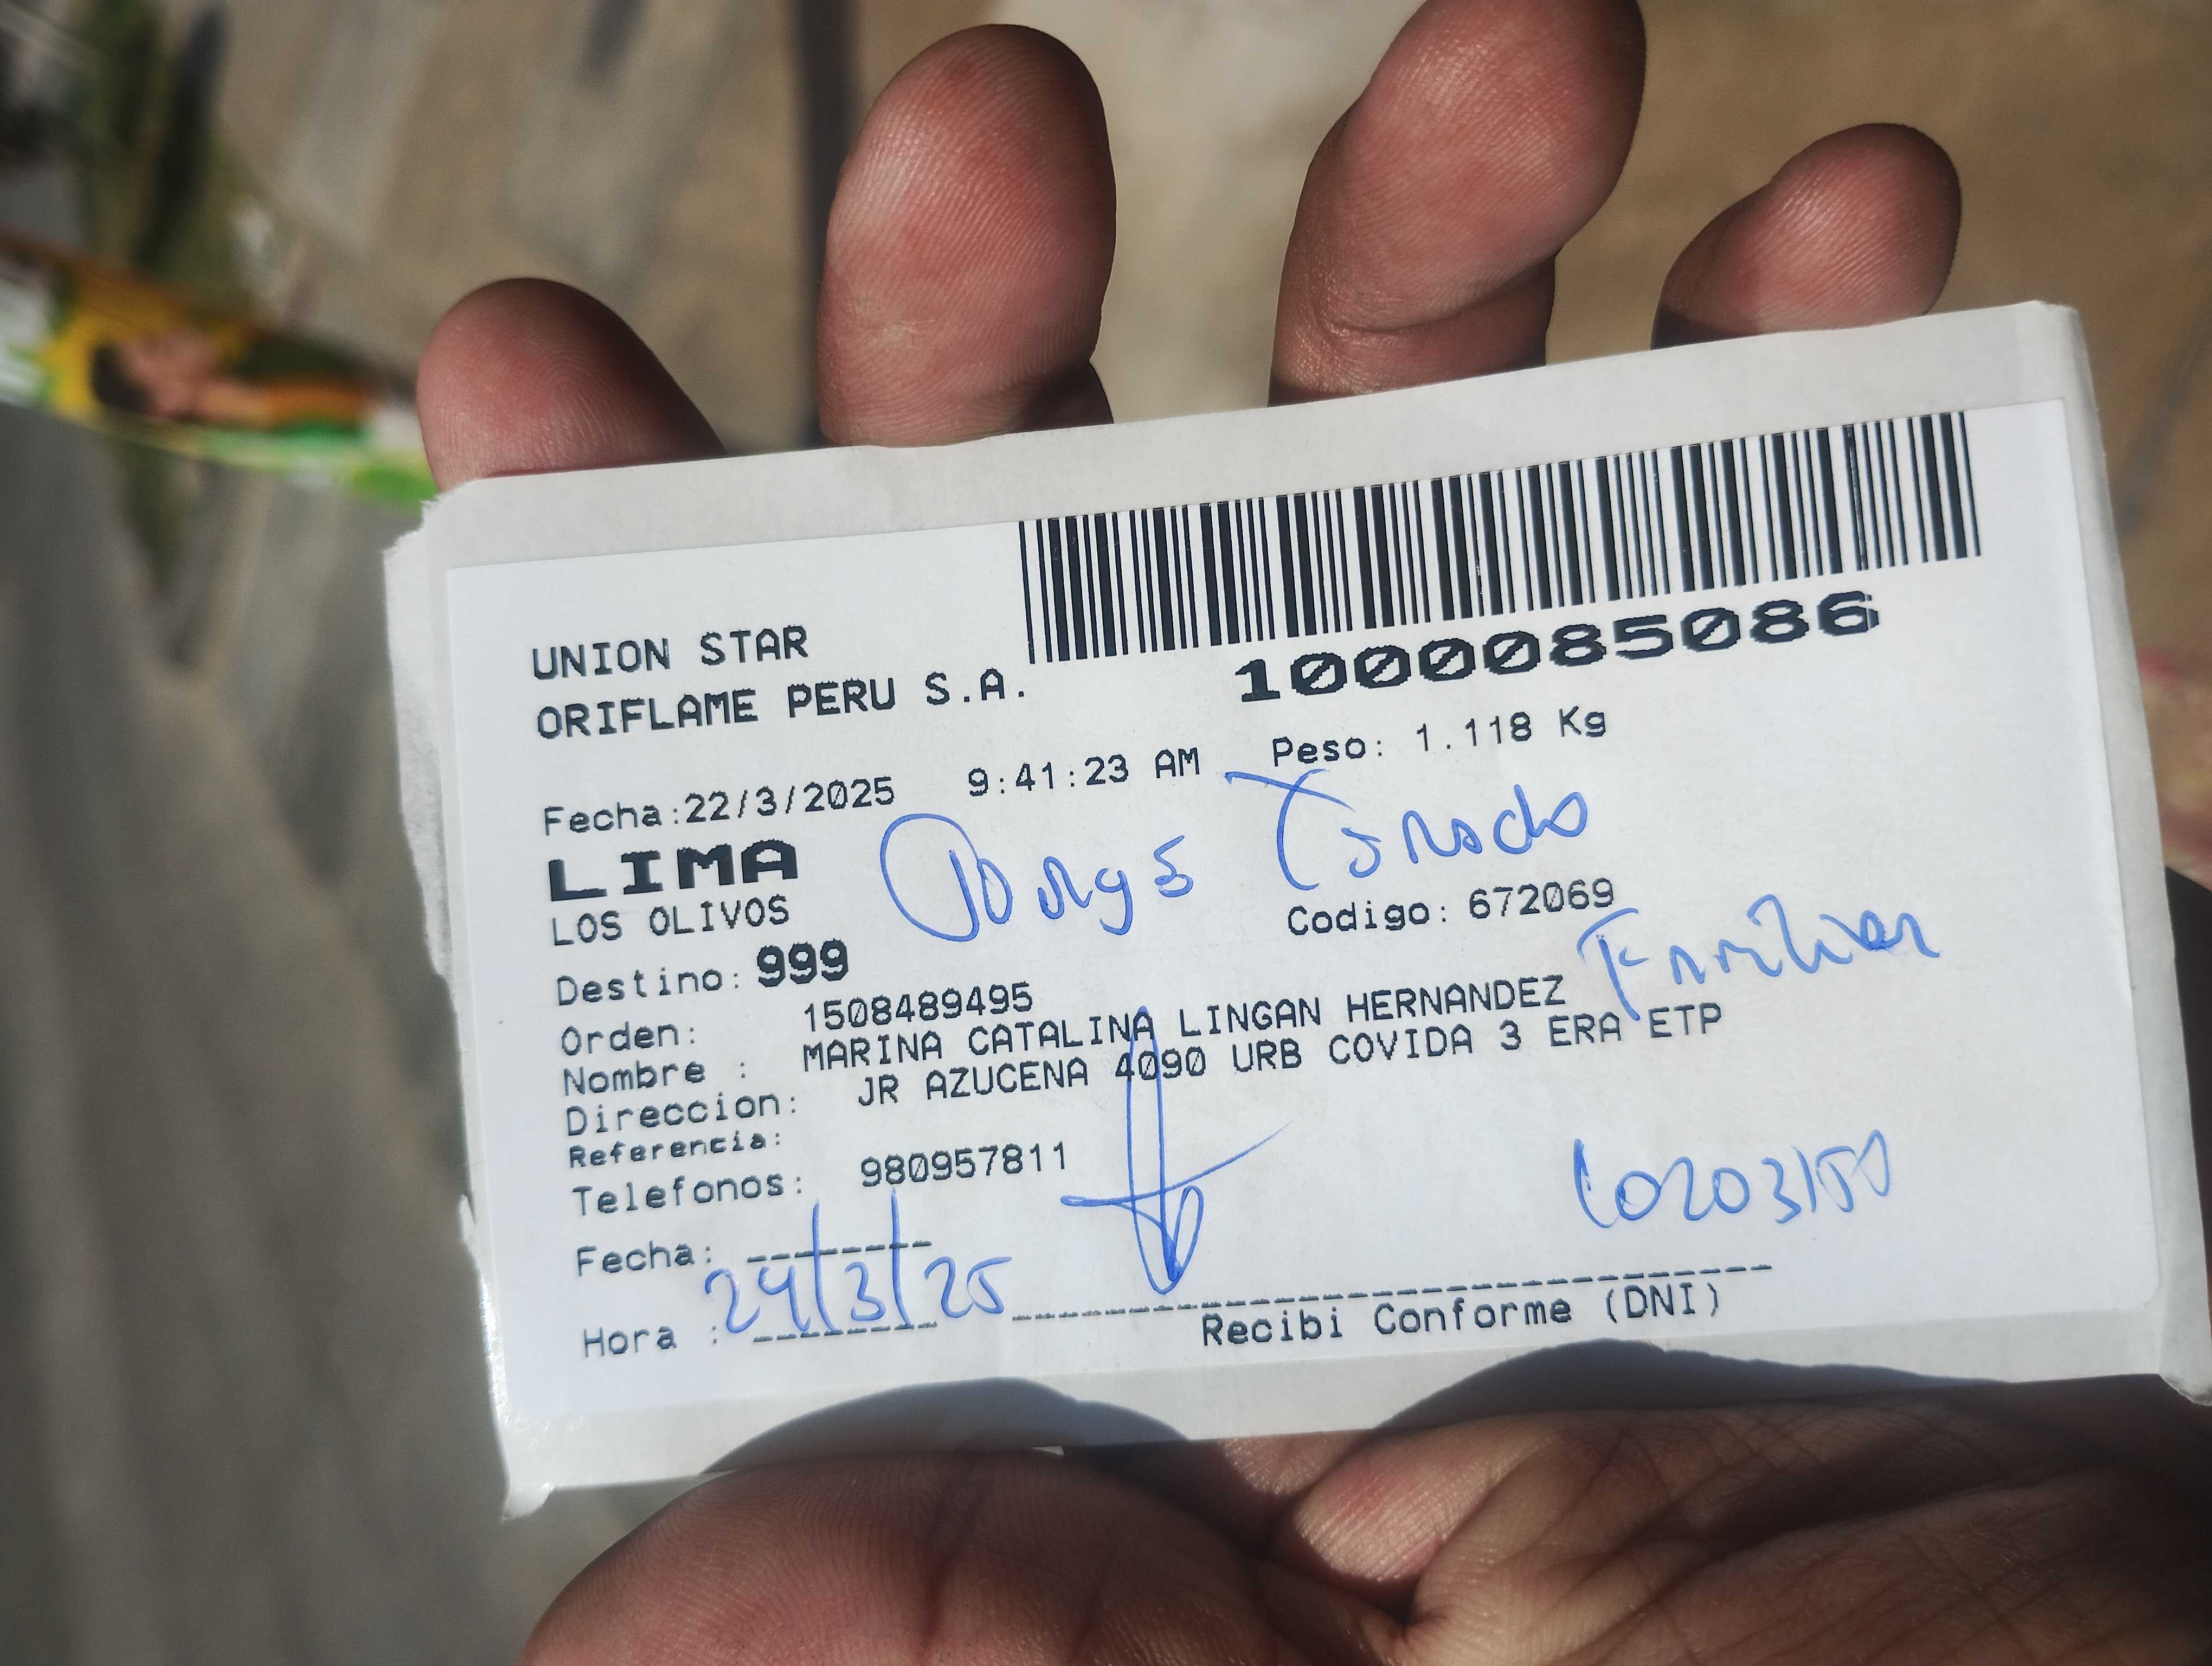 UNION STAR
ORIFLAME PERU S.A.
1000085086
Fecha:22/3/2025 9:41:23 AM Peso: 1.118 Kg
LIMA
LOS OLIVOS
Codigo: 672069
Familiar
Destino: 999
Orden: 1508489495
Nombre : MARINA CATALINA LINGAN HERNANDEZ
Direccion: JR AZUCENA 4090 URB COVIDA 3 ERA ETP
Referencia:
Telefonos: 980957811
Fecha: --------
24/3/25
Hora : --------
Recibi Conforme (DNI)